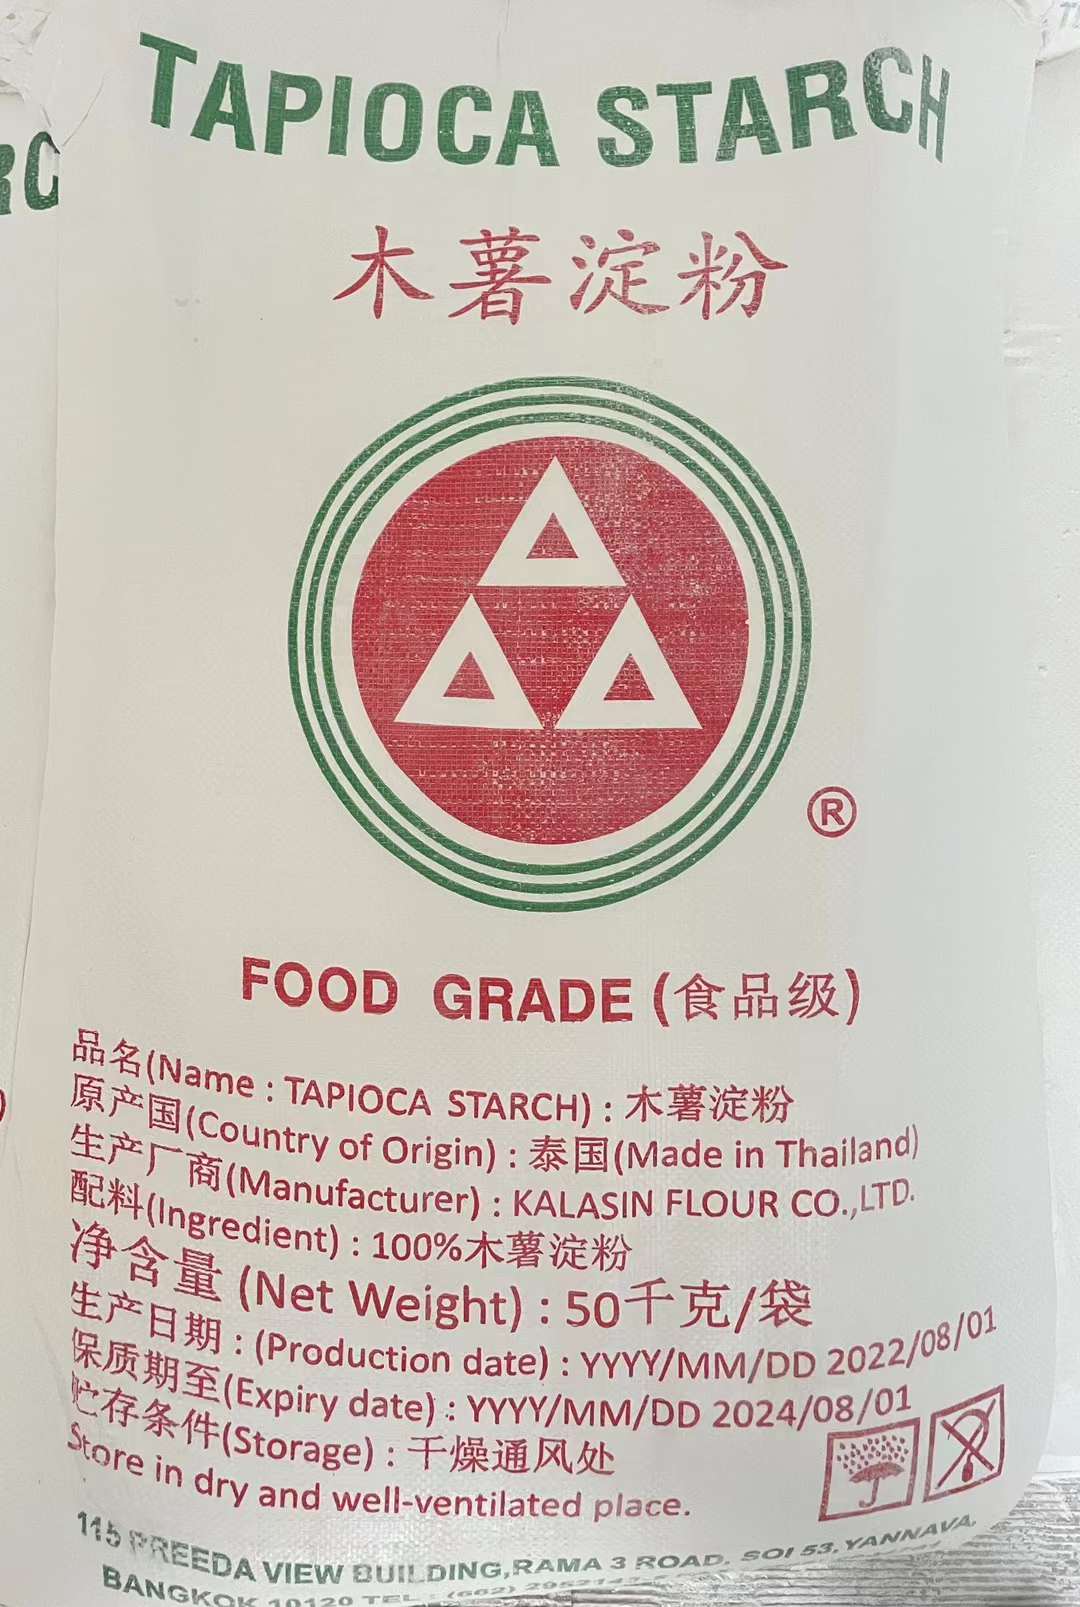 TAPIOCA STARCH
木薯淀粉
®
FOOD GRADE (食品级)
品名(Name : TAPIOCA STARCH) : 木薯淀粉
原产国(Country of Origin) : 泰国(Made in Thailand)
生产厂商(Manufacturer) : KALASIN FLOUR CO.,LTD.
配料(Ingredient) : 100%木薯淀粉
净含量 (Net Weight) : 50千克/袋
生产日期 : (Production date) : YYYY/MM/DD 2022/08/01
保质期至(Expiry date) : YYYY/MM/DD 2024/08/01
贮存条件(Storage) : 干燥通风处
Store in dry and well-ventilated place.
115 PREEDA VIEW BUILDING,RAMA 3 ROAD. SOI 53,YANNAVA,
BANGKOK 10120 TEL (662)